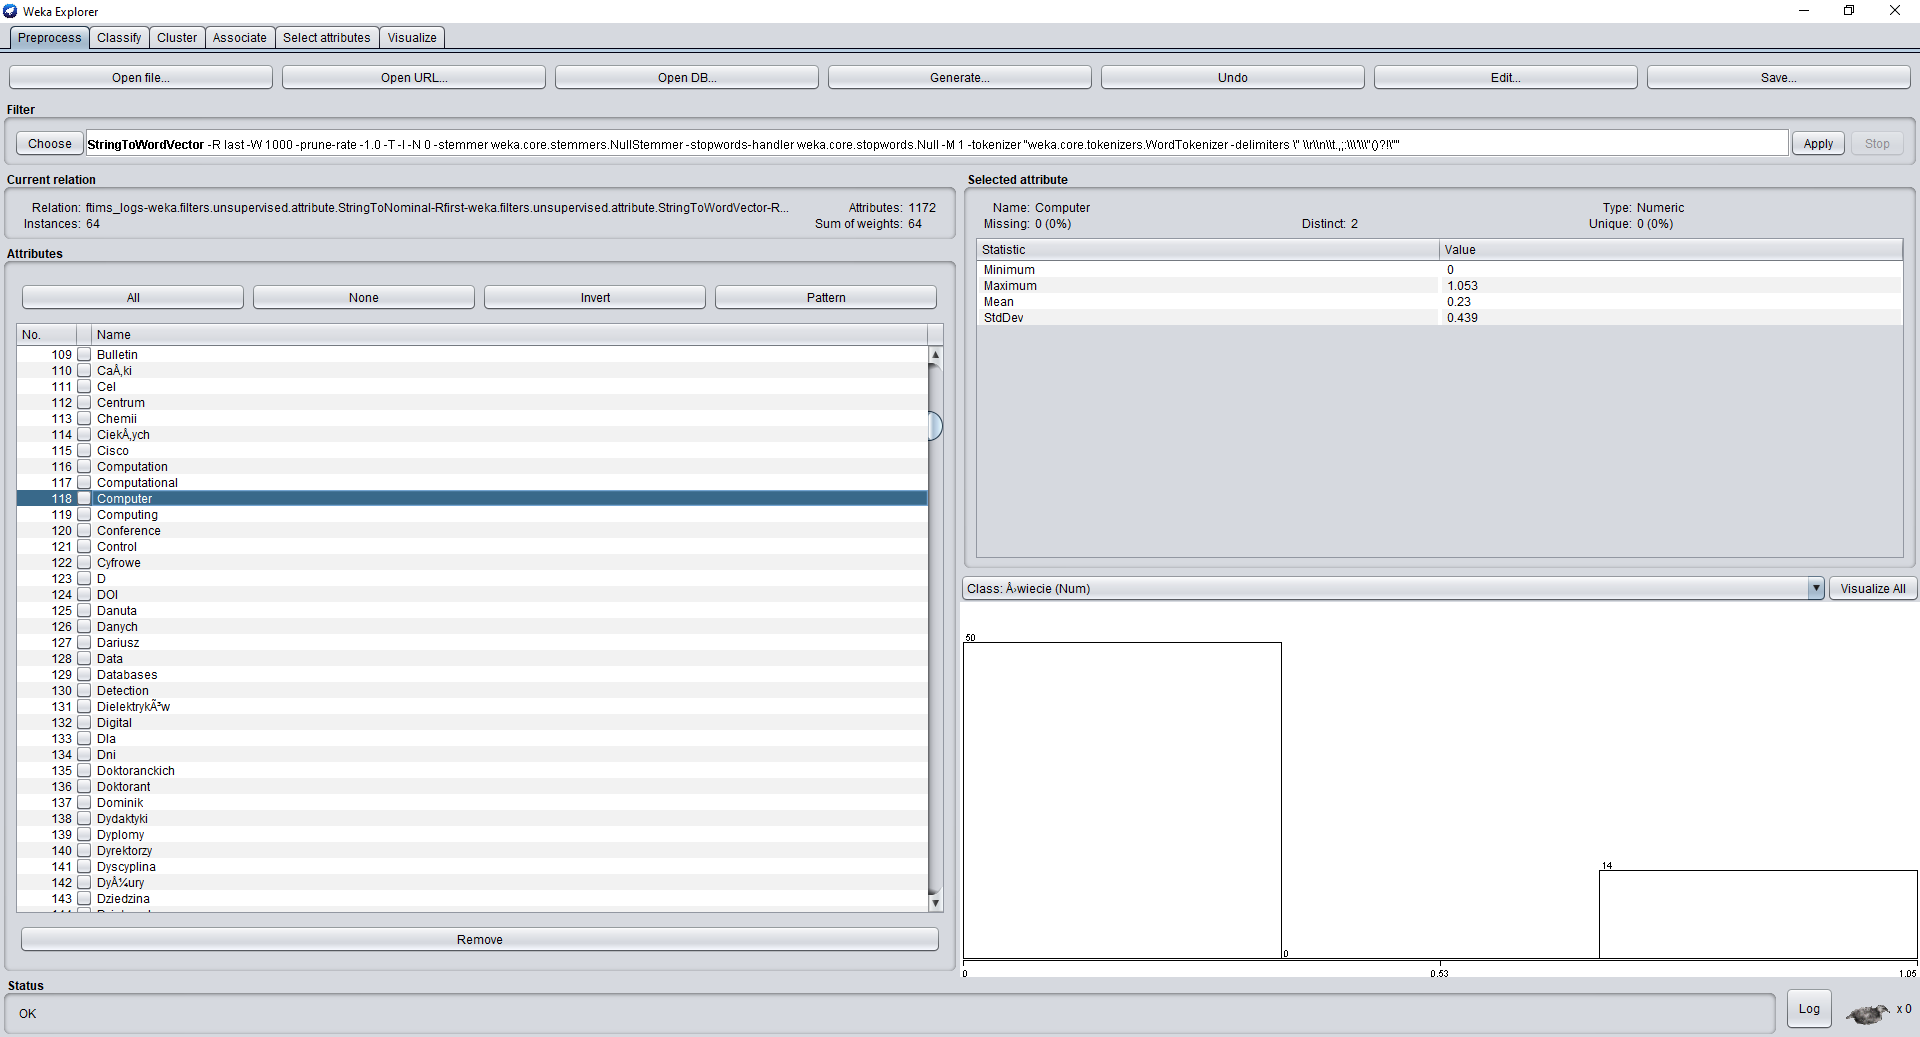 Weka Explorer
Preprocess Classify Cluster Associate Select attributes Visualize
Open file... Open URL... Open DB... Generate... Undo Edit... Save...
Filter
Choose StringToWordVector -R last -W 1000 -prune-rate -1.0 -T -I -N 0 -stemmer weka.core.stemmers.NullStemmer -stopwords-handler weka.core.stopwords.Null -M 1 -tokenizer "weka.core.tokenizers.WordTokenizer -delimiters \" \\r\\n\\t.,;:\\\'\\\"()?!\"" Apply Stop
Current relation
Relation: ftims_logs-weka.filters.unsupervised.attribute.StringToNominal-Rfirst-weka.filters.unsupervised.attribute.StringToWordVector-R... Attributes: 1172
Instances: 64 Sum of weights: 64
Attributes
All None Invert Pattern
No. Name
109 Bulletin
110 CaÅ‚ki
111 Cel
112 Centrum
113 Chemii
114 CiekÅ‚ych
115 Cisco
116 Computation
117 Computational
118 Computer
119 Computing
120 Conference
121 Control
122 Cyfrowe
123 D
124 DOI
125 Danuta
126 Danych
127 Dariusz
128 Data
129 Databases
130 Detection
131 DielektrykÃ³w
132 Digital
133 Dla
134 Dni
135 Doktoranckich
136 Doktorant
137 Dominik
138 Dydaktyki
139 Dyplomy
140 Dyrektorzy
141 Dyscyplina
142 DyÅ¼ury
143 Dziedzina
Remove
Selected attribute
Name: Computer Type: Numeric
Missing: 0 (0%) Distinct: 2 Unique: 0 (0%)
Statistic Value
Minimum 0
Maximum 1.053
Mean 0.23
StdDev 0.439
Class: Å›wiecie (Num) Visualize All
50
14
0
0 0.53 1.05
Status
OK Log x 0